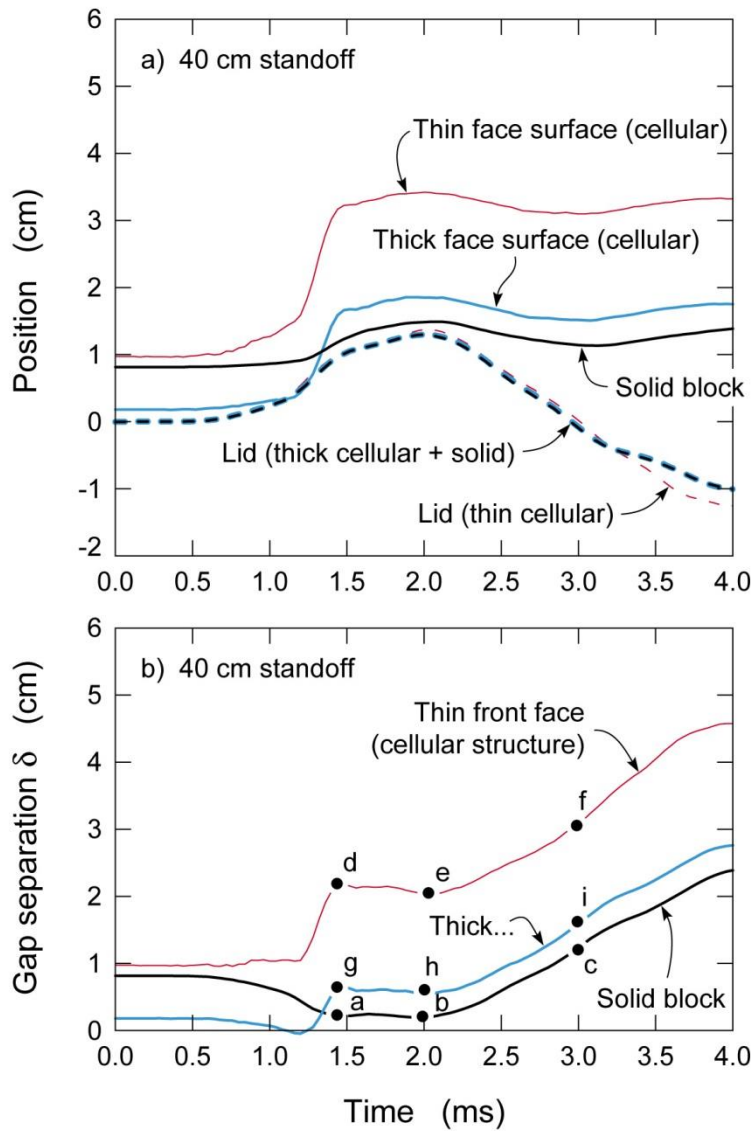 6
a) 40 cm standoff
5
Thin face surface (cellular)
4
3
Thick face surface (cellular)
2
1
Solid block
0
Lid (thick cellular + solid)
-1
Lid (thin cellular)
-2
Position (cm)
0.0 0.5 1.0 1.5 2.0 2.5 3.0 3.5 4.0
6
b) 40 cm standoff
5
Thin front face
(cellular structure)
4
f
3
d
e
2
i
Thick...
g
h
c
1
a
b
Solid block
0
Gap separation δ (cm)
0.0 0.5 1.0 1.5 2.0 2.5 3.0 3.5 4.0
Time (ms)